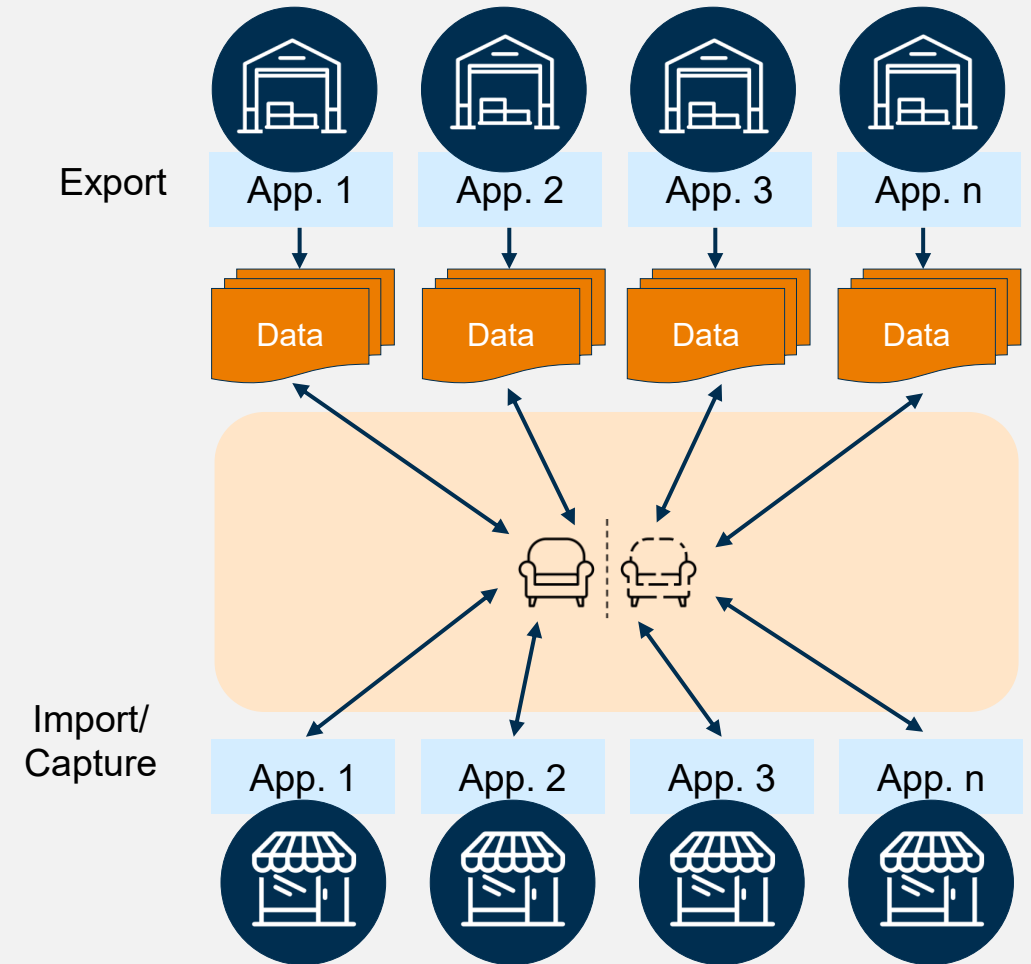 Export
App. 1
App. 2
App. 3
App. n
Data
Data
Data
Data
Import/
Capture
App. 1
App. 2
App. 3
App. n